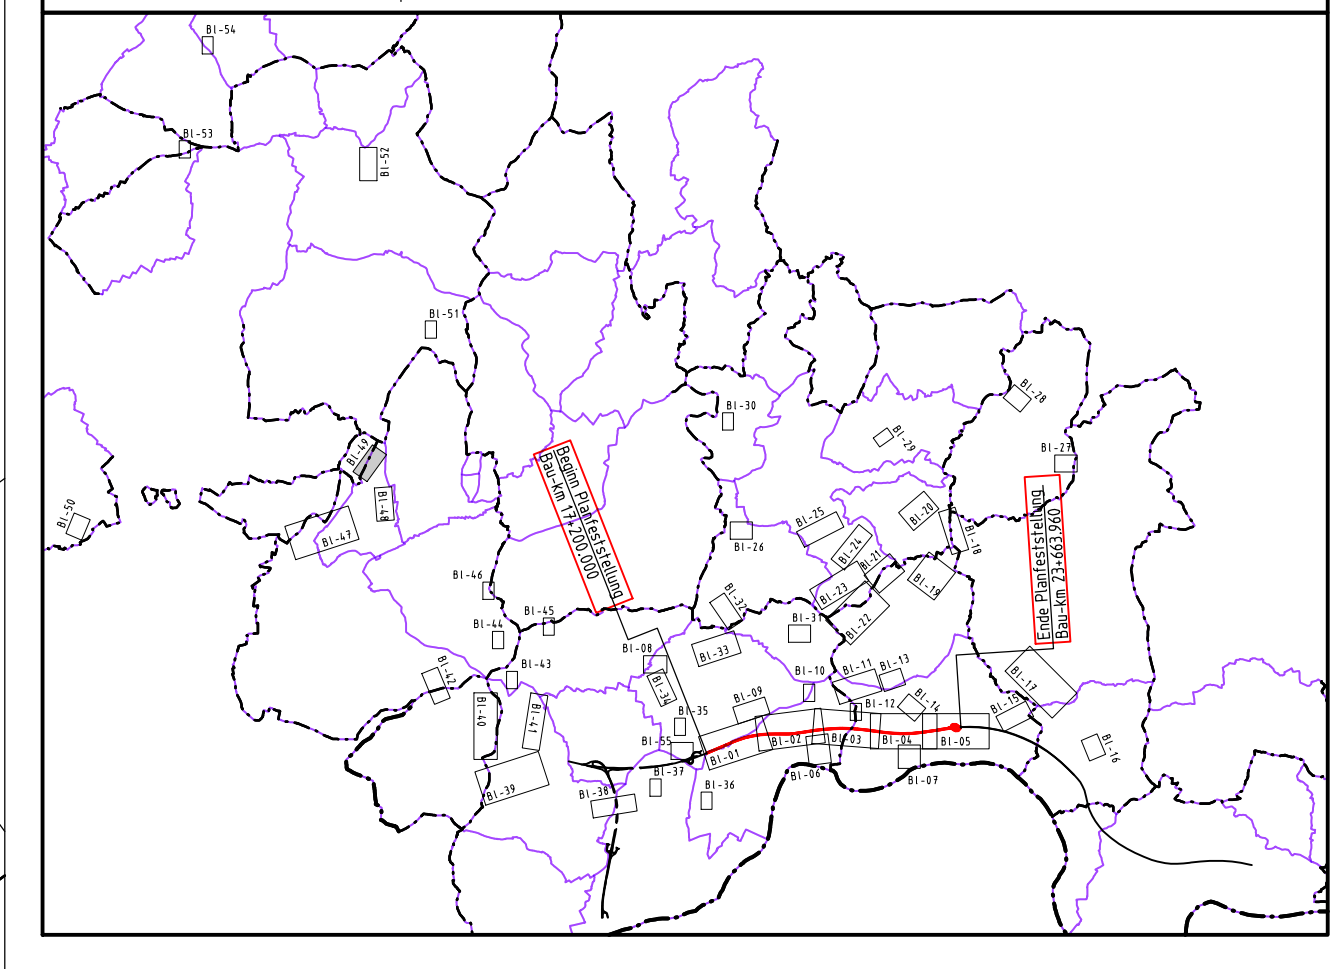 Bl-54
Bl-53
Bl-52
Bl-51
Bl-30
Bl-28
Bl-29
Bl-27
Bl-49
Bl-48
Bl-50
Bl-47
Beginn Planfeststellung
Bau-km 17+200.000
Ende Planfeststellung
Bau-km 23+663.960
Bl-20
Bl-25
Bl-18
Bl-26
Bl-24
Bl-21
Bl-19
Bl-23
Bl-46
Bl-32
Bl-45
Bl-44
Bl-31
Bl-22
Bl-08
Bl-33
Bl-43
Bl-42
Bl-34
Bl-10
Bl-11
Bl-13
Bl-17
Bl-09
Bl-12
Bl-14
Bl-15
Bl-40
Bl-41
Bl-35
Bl-55
Bl-01
Bl-02
Bl-03
Bl-04
Bl-05
Bl-16
Bl-06
Bl-07
Bl-39
Bl-38
Bl-37
Bl-36